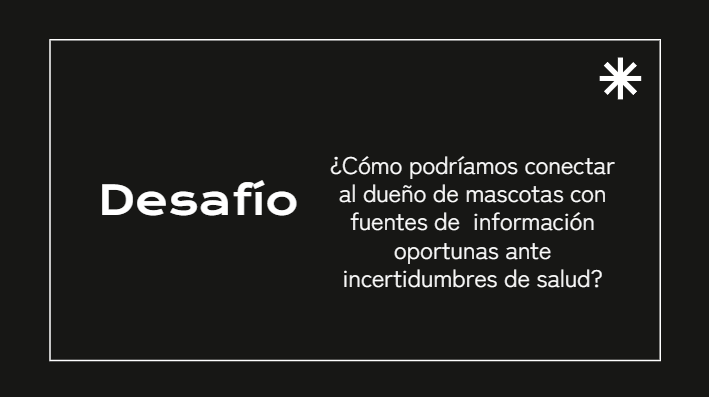 Desafío
¿Cómo podríamos conectar
al dueño de mascotas con
fuentes de  información
oportunas ante
incertidumbres de salud?